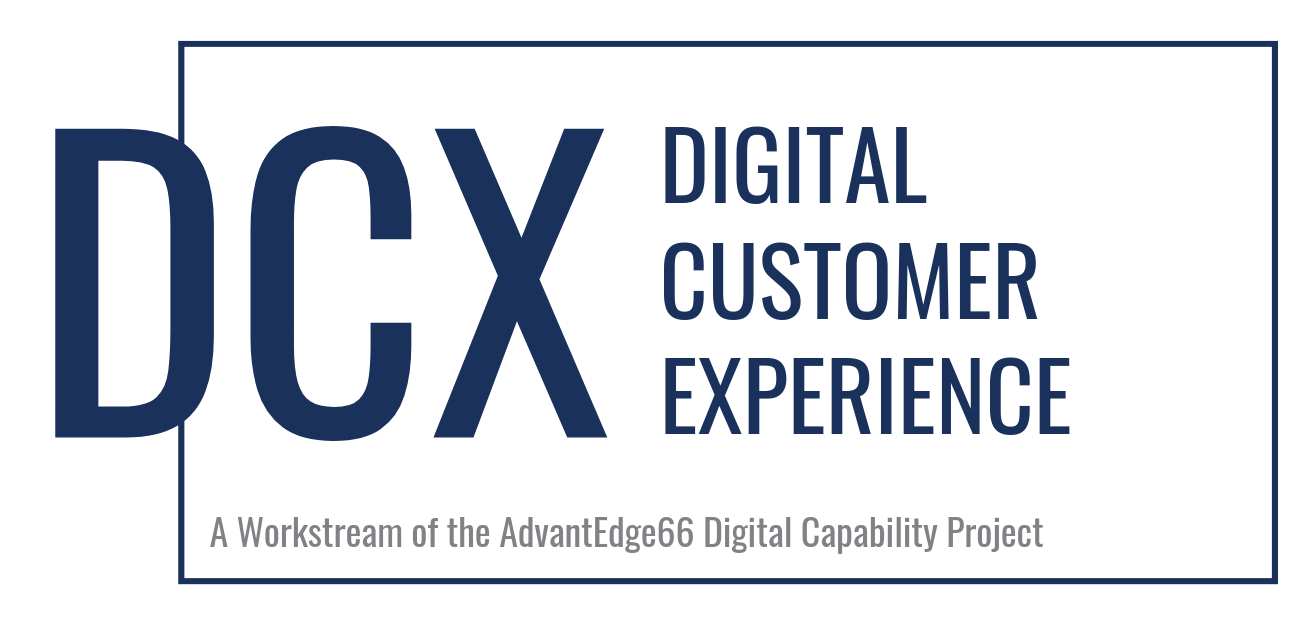 DCX
DIGITAL
CUSTOMER
EXPERIENCE
A Workstream of the AdvantEdge66 Digital Capability Project